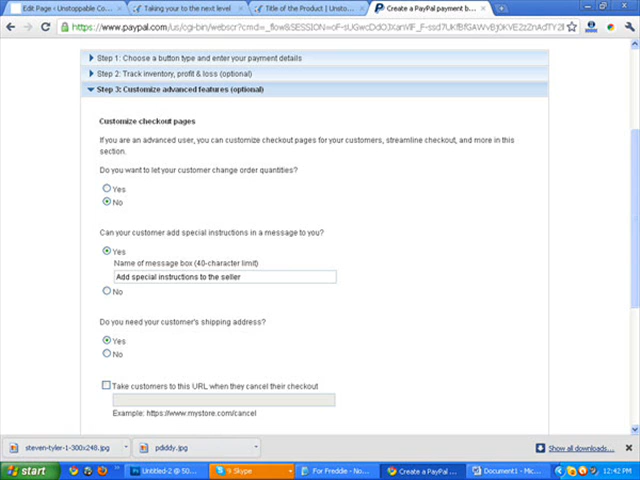 Edit Page ‹ Unstoppable Co...
Taking your to the next level
Title of the Product | Unst...
Create a PayPal payment b...
https://www.paypal.com/us/cgi-bin/webscr?cmd=_flow&SESSION=
Step 1: Choose a button type and enter your payment details
Step 2: Track inventory, profit & loss (optional)
Step 3: Customize advanced features (optional)
Customize checkout pages
If you are an advanced user, you can customize checkout pages for your customers, streamline checkout, and more in this
section.
Do you want to let your customer change order quantities?
Yes
No
Can your customer add special instructions in a message to you?
Yes
Name of message box (40-character limit)
Add special instructions to the seller
No
Do you need your customer's shipping address?
Yes
No
Take customers to this URL when they cancel their checkout
Example: https://www.mystore.com/cancel
steven-tyler-1-300x248.jpg
pdiddy.jpg
Show all downloads...
start
Untitled-2 @ 50...
9 Skype
For Freddie - No...
Create a PayPal ...
Document1 - Micr...
12:42 PM